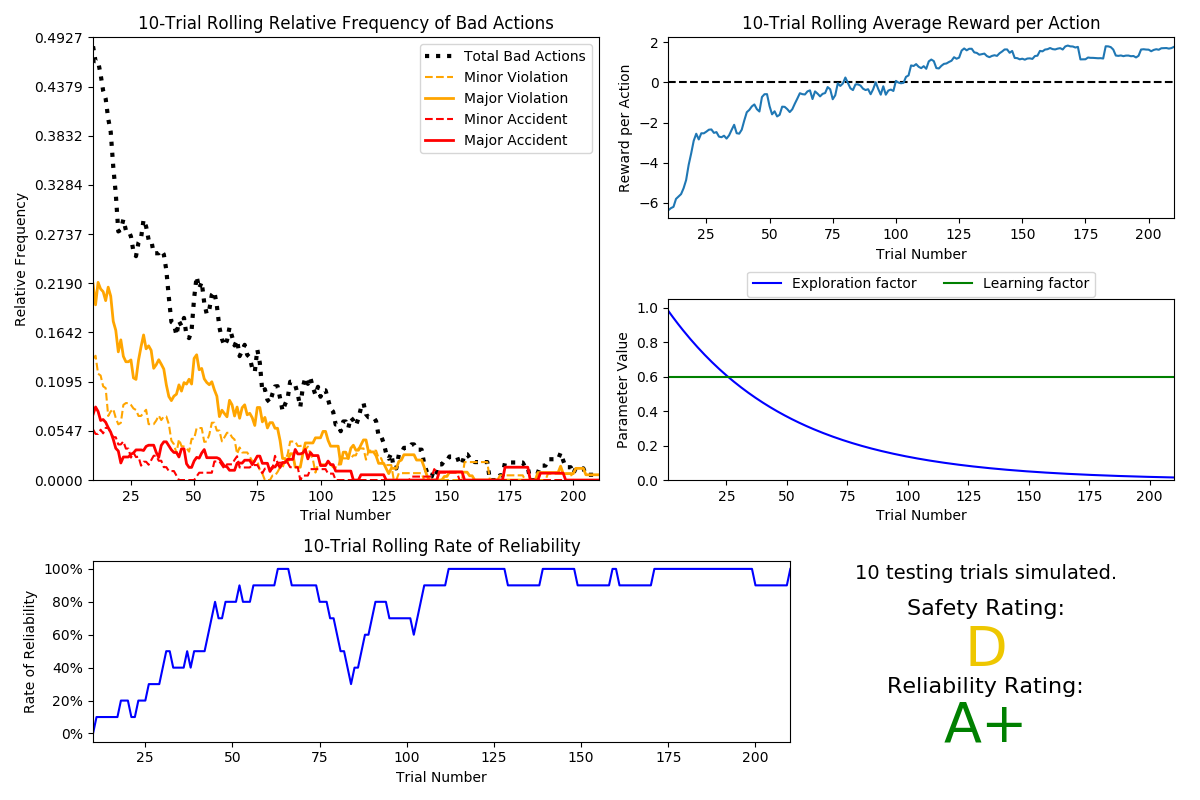 10-Trial Rolling Relative Frequency of Bad Actions
0.4927
0.4379
0.3832
0.3284
0.2737
0.2190
0.1642
0.1095
0.0547
0.0000
Relative Frequency
Total Bad Actions
Minor Violation
Major Violation
Minor Accident
Major Accident
25 50 75 100 125 150 175 200
Trial Number
10-Trial Rolling Average Reward per Action
2
0
−2
−4
−6
Reward per Action
25 50 75 100 125 150 175 200
Trial Number
Exploration factor Learning factor
1.0
0.8
0.6
0.4
0.2
0.0
Parameter Value
25 50 75 100 125 150 175 200
Trial Number
10-Trial Rolling Rate of Reliability
100%
80%
60%
40%
20%
0%
Rate of Reliability
25 50 75 100 125 150 175 200
Trial Number
10 testing trials simulated.
Safety Rating:
D
Reliability Rating:
A+